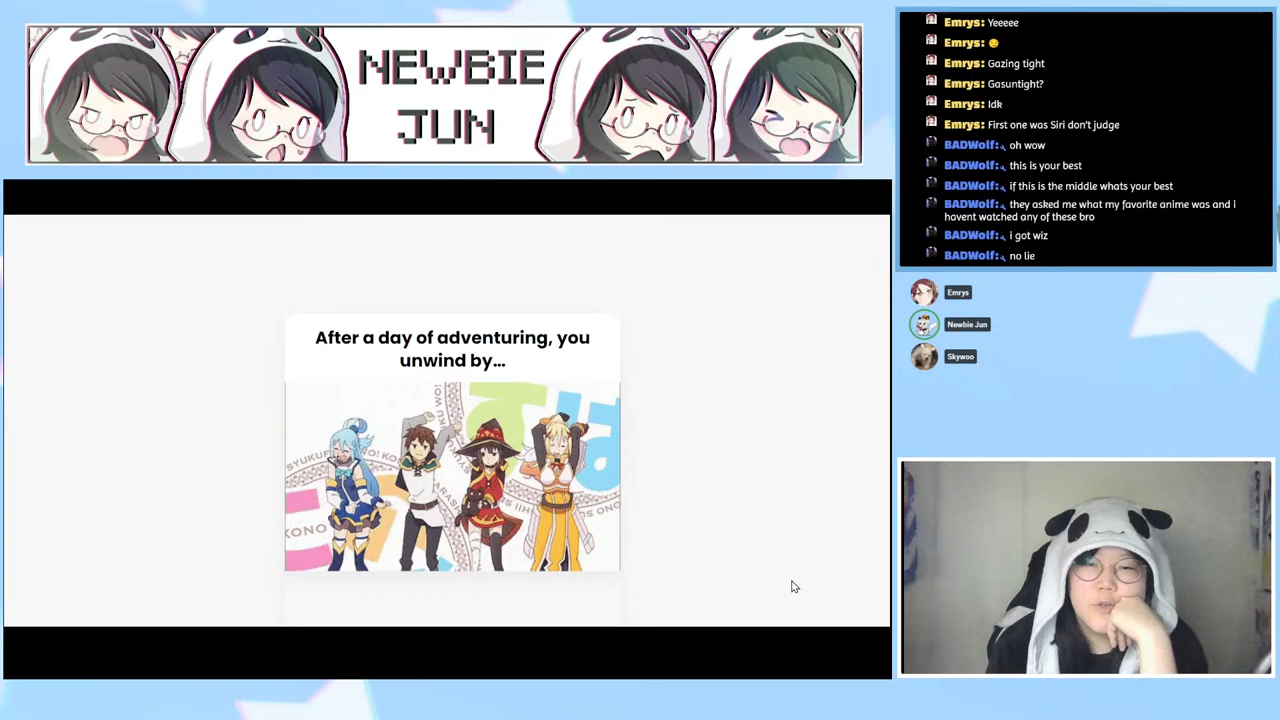 NEWBIE
JUN
Emrys: Yeeeee
Emrys: 😏
Emrys: Gazing tight
Emrys: Gasuntight?
Emrys: Idk
Emrys: First one was Siri don't judge
BADWolf: oh wow
BADWolf: this is your best
BADWolf: if this is the middle whats your best
BADWolf: they asked me what my favorite anime was and i
havent watched any of these bro
BADWolf: i got wiz
BADWolf: no lie
Emrys
Newbie Jun
Skywoo
After a day of adventuring, you
unwind by...